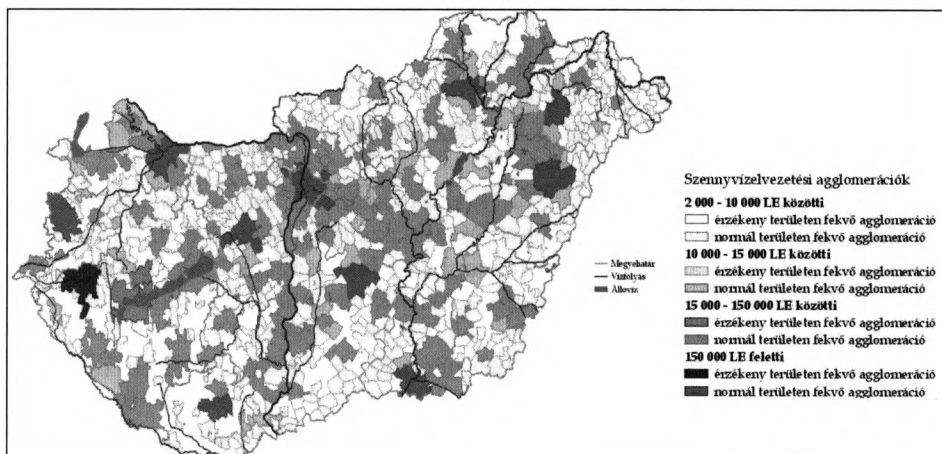 Megyehatár
Vízfolyás
Állóvíz
Szennyvízelvezetési agglomerációk
2 000 - 10 000 LE közötti
érzékeny területen fekvő agglomeráció
normál területen fekvő agglomeráció
10 000 - 15 000 LE közötti
érzékeny területen fekvő agglomeráció
normál területen fekvő agglomeráció
15 000 - 150 000 LE közötti
érzékeny területen fekvő agglomeráció
normál területen fekvő agglomeráció
150 000 LE feletti
érzékeny területen fekvő agglomeráció
normál területen fekvő agglomeráció